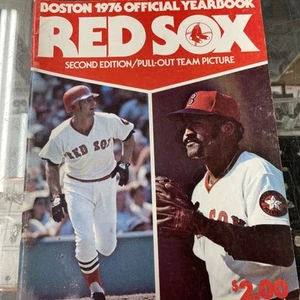 BOSTON 1976 OFFICIAL YEARBOOK
RED SOX
SECOND EDITION/PULL-OUT TEAM PICTURE
RED SOX
B
$2.00